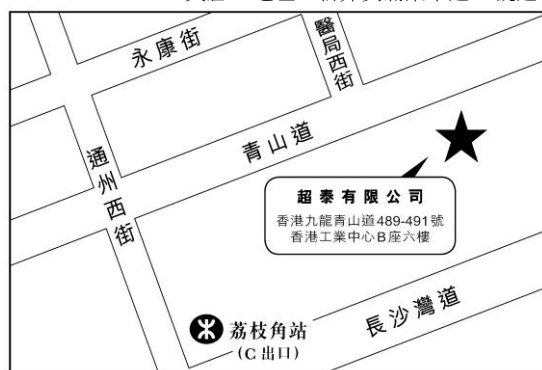 永康街
醫局西街
青山道
通州西街
超泰有限公司
香港九龍青山道489-491號
香港工業中心B座六樓
長沙灣道
荔枝角站
(C出口)